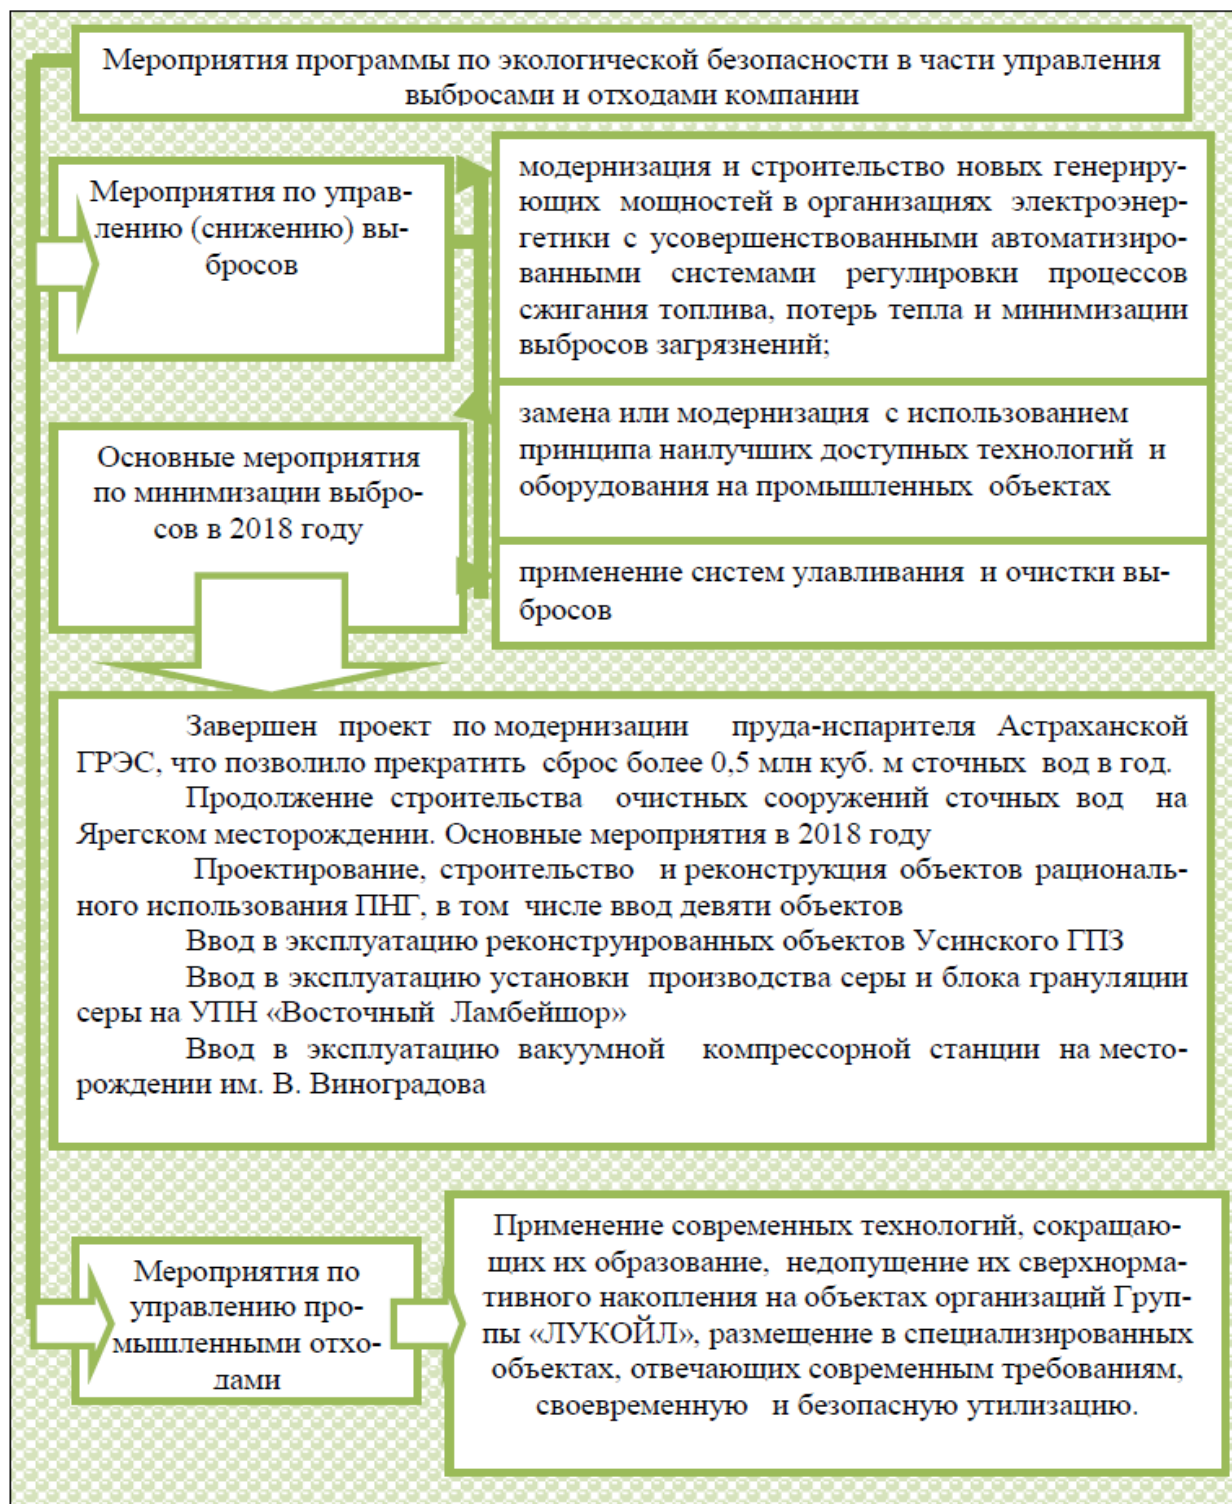 Мероприятия программы по экологической безопасности в части управления
выбросами и отходами компании
Мероприятия по управ-
лению (снижению) вы-
бросов
модернизация и строительство новых генериру-
ющих мощностей в организациях электроэнер-
гетики с усовершенствованными автоматизиро-
ванными системами регулировки процессов
сжигания топлива, потерь тепла и минимизации
выбросов загрязнений;
замена или модернизация с использованием
принципа наилучших доступных технологий и
оборудования на промышленных объектах
применение систем улавливания и очистки вы-
бросов
Основные мероприятия
по минимизации выбро-
сов в 2018 году
Завершен проект по модернизации пруда-испарителя Астраханской
ГРЭС, что позволило прекратить сброс более 0,5 млн куб. м сточных вод в год.
Продолжение строительства очистных сооружений сточных вод на
Ярегском месторождении. Основные мероприятия в 2018 году
Проектирование, строительство и реконструкция объектов рациональ-
ного использования ПНГ, в том числе ввод девяти объектов
Ввод в эксплуатацию реконструированных объектов Усинского ГПЗ
Ввод в эксплуатацию установки производства серы и блока грануляции
серы на УПН «Восточный Ламбейшор»
Ввод в эксплуатацию вакуумной компрессорной станции на место-
рождении им. В. Виноградова
Мероприятия по
управлению про-
мышленными отхо-
дами
Применение современных технологий, сокращаю-
щих их образование, недопущение их сверхнорма-
тивного накопления на объектах организаций Груп-
пы «ЛУКОЙЛ», размещение в специализированных
объектах, отвечающих современным требованиям,
своевременную и безопасную утилизацию.